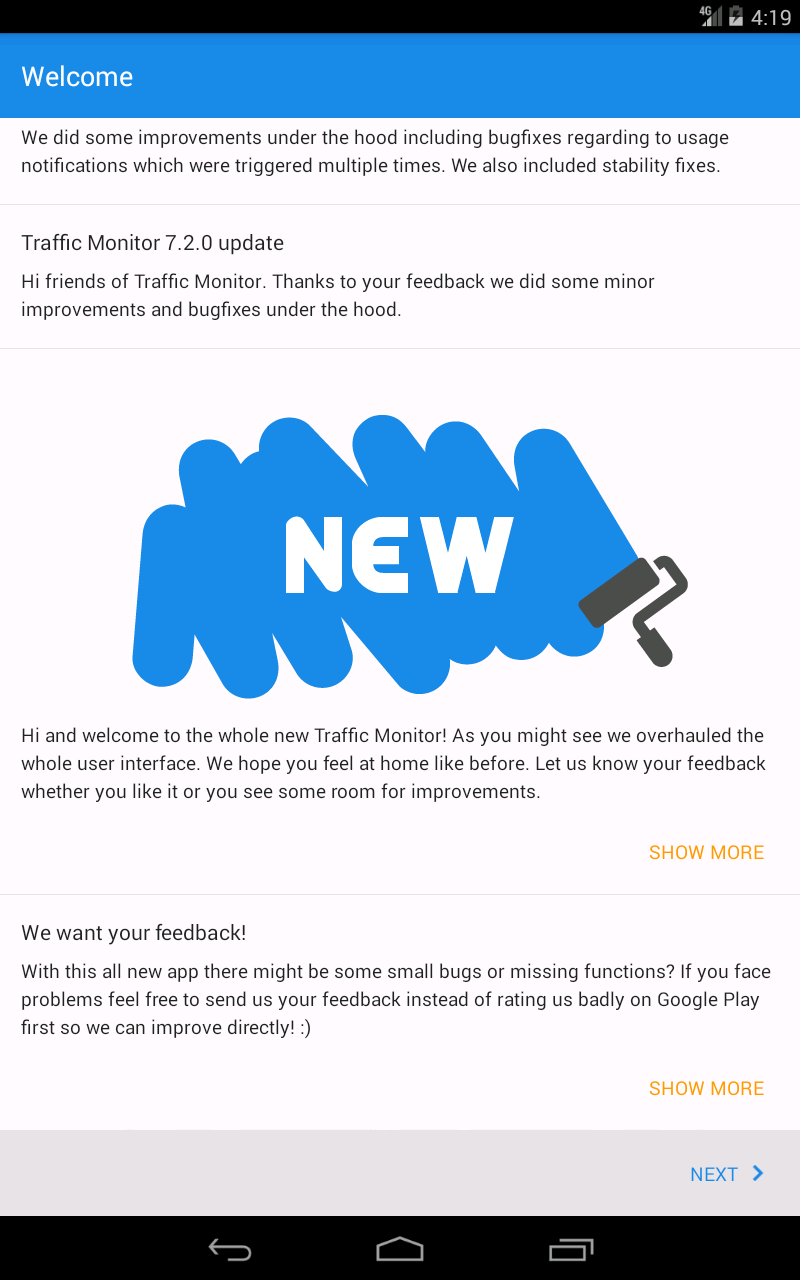 4G 4:19
Welcome
We did some improvements under the hood including bugfixes regarding to usage
notifications which were triggered multiple times. We also included stability fixes.
Traffic Monitor 7.2.0 update
Hi friends of Traffic Monitor. Thanks to your feedback we did some minor
improvements and bugfixes under the hood.
NEW
Hi and welcome to the whole new Traffic Monitor! As you might see we overhauled the
whole user interface. We hope you feel at home like before. Let us know your feedback
whether you like it or you see some room for improvements.
SHOW MORE
We want your feedback!
With this all new app there might be some small bugs or missing functions? If you face
problems feel free to send us your feedback instead of rating us badly on Google Play
first so we can improve directly! :)
SHOW MORE
NEXT